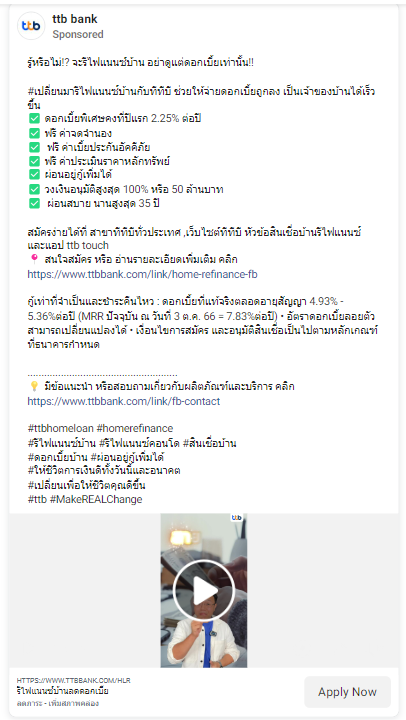 ttb
ttb bank
Sponsored
รู้หรือไม่!? จะรีไฟแนนซ์บ้าน อย่าดูแต่ดอกเบี้ยเท่านั้น!!
#เปลี่ยนมารีไฟแนนซ์บ้านกับทีทีบี ช่วยให้จ่ายดอกเบี้ยถูกลง เป็นเจ้าของบ้านได้เร็ว
ขึ้น
✅ ดอกเบี้ยพิเศษคงที่ปีแรก 2.25% ต่อปี
✅ ฟรี ค่าจดจำนอง
✅ ฟรี ค่าเบี้ยประกันอัคคีภัย
✅ ฟรี ค่าประเมินราคาหลักทรัพย์
✅ ผ่อนอยู่กู้เพิ่มได้
✅ วงเงินอนุมัติสูงสุด 100% หรือ 50 ล้านบาท
✅ ผ่อนสบาย นานสูงสุด 35 ปี
สมัครง่ายได้ที่ สาขาทีทีบีทั่วประเทศ ,เว็บไซต์ทีทีบี หัวข้อสินเชื่อบ้านรีไฟแนนซ์
และแอป ttb touch
📍 สนใจสมัคร หรือ อ่านรายละเอียดเพิ่มเติม คลิก
https://www.ttbbank.com/link/home-refinance-fb
กู้เท่าที่จำเป็นและชำระคืนไหว : ดอกเบี้ยที่แท้จริงตลอดอายุสัญญา 4.93% -
5.36%ต่อปี (MRR ปัจจุบัน ณ วันที่ 3 ต.ค. 66 = 7.83%ต่อปี) • อัตราดอกเบี้ยลอยตัว
สามารถเปลี่ยนแปลงได้ • เงื่อนไขการสมัคร และอนุมัติสินเชื่อเป็นไปตามหลักเกณฑ์
ที่ธนาคารกำหนด
......................................................
💡 มีข้อแนะนำ หรือสอบถามเกี่ยวกับผลิตภัณฑ์และบริการ คลิก
https://www.ttbbank.com/link/fb-contact
#ttbhomeloan #homerefinance
#รีไฟแนนซ์บ้าน #รีไฟแนนซ์คอนโด #สินเชื่อบ้าน
#ดอกเบี้ยบ้าน #ผ่อนอยู่กู้เพิ่มได้
#ให้ชีวิตการเงินดีทั้งวันนี้และอนาคต
#เปลี่ยนเพื่อให้ชีวิตคุณดีขึ้น
#ttb #MakeREALChange
ttb
HTTPS://WWW.TTBBANK.COM/HLR
รีไฟแนนซ์บ้านลดดอกเบี้ย
ลดภาระ - เพิ่มสภาพคล่อง
Apply Now